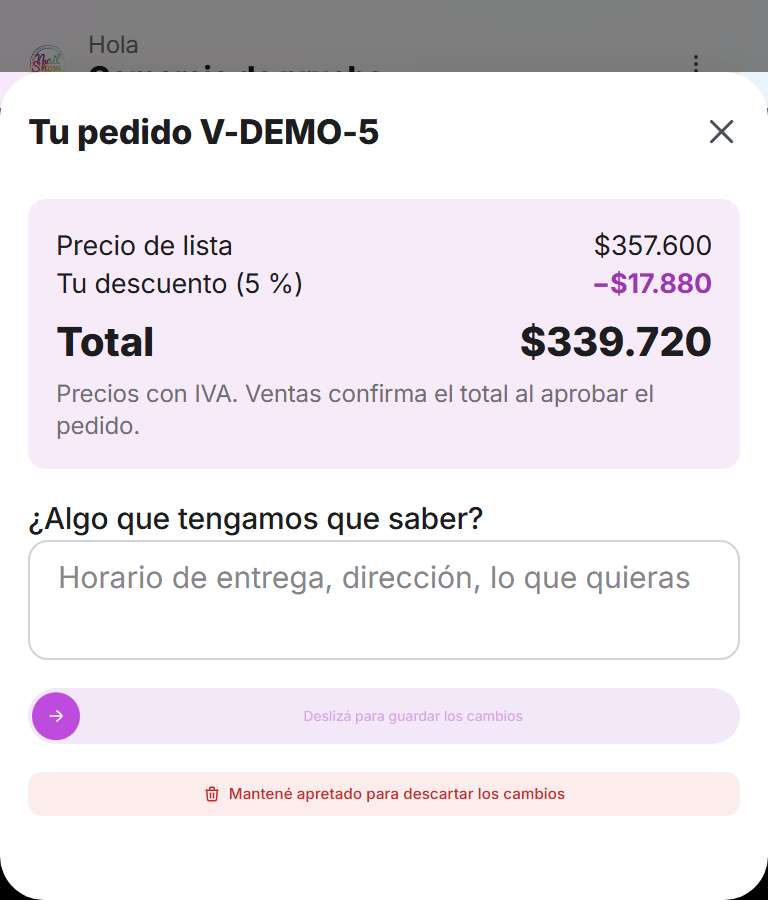 Hola
Tu pedido V-DEMO-5
Precio de lista $357.600
Tu descuento (5 %) –$17.880
Total $339.720
Precios con IVA. Ventas confirma el total al aprobar el
pedido.
¿Algo que tengamos que saber?
Horario de entrega, dirección, lo que quieras
Deslizá para guardar los cambios
Mantené apretado para descartar los cambios